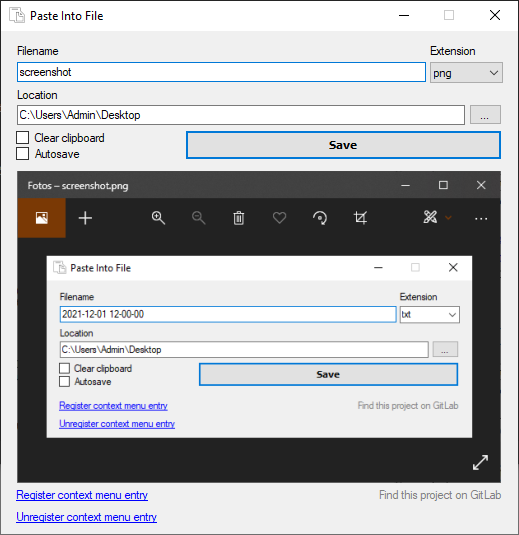 Paste Into File
Filename
Extension
screenshot
png
Location
C:\Users\Admin\Desktop
...
Clear clipboard
Autosave
Save
Fotos – screenshot.png
Paste Into File
Filename
Extension
2021-12-01 12-00-00
txt
Location
C:\Users\Admin\Desktop
...
Clear clipboard
Autosave
Save
Register context menu entry
Find this project on GitLab
Unregister context menu entry
Register context menu entry
Find this project on GitLab
Unregister context menu entry